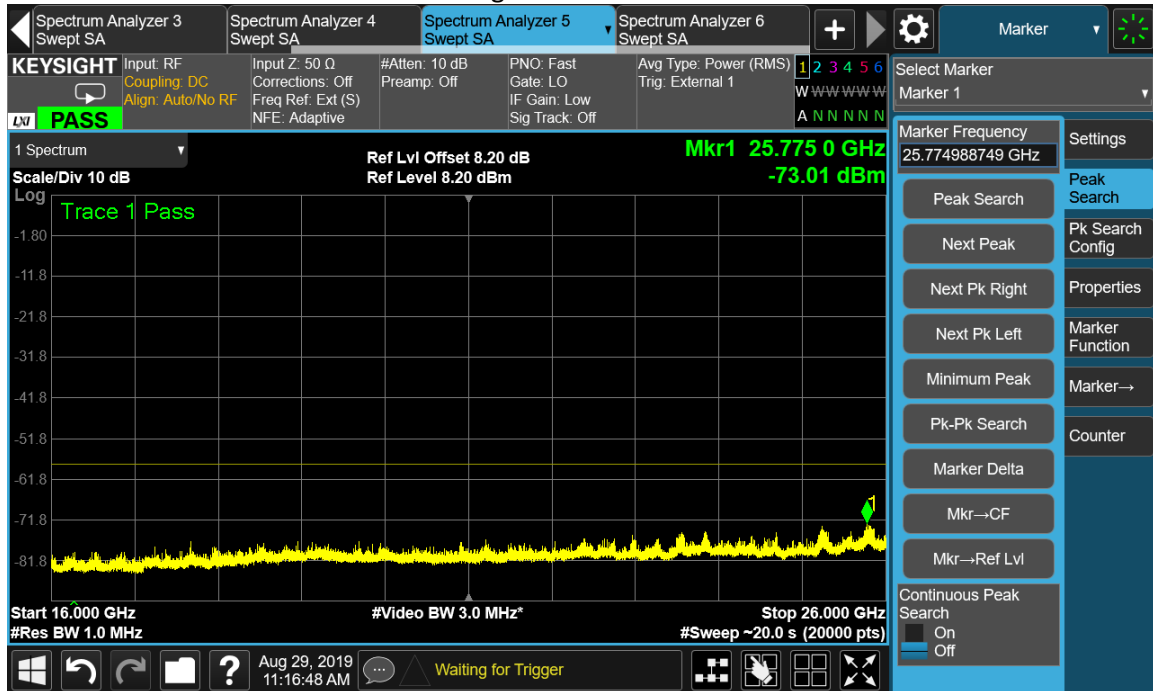 Spectrum Analyzer 3
Swept SA
Spectrum Analyzer 4
Swept SA
Spectrum Analyzer 5
Swept SA
Spectrum Analyzer 6
Swept SA
Marker
KEYSIGHT
LXI PASS
Input: RF
Coupling: DC
Align: Auto/No RF
Input Z: 50 Ω
Corrections: Off
Freq Ref: Ext (S)
NFE: Adaptive
#Atten: 10 dB
Preamp: Off
PNO: Fast
Gate: LO
IF Gain: Low
Sig Track: Off
Avg Type: Power (RMS)
Trig: External 1
1 2 3 4 5 6
W W W W W W
A N N N N N
Select Marker
Marker 1
1 Spectrum
Scale/Div 10 dB
Log
Ref Lvl Offset 8.20 dB
Ref Level 8.20 dBm
Mkr1 25.775 0 GHz
-73.01 dBm
Trace 1 Pass
-1.80
-11.8
-21.8
-31.8
-41.8
-51.8
-61.8
-71.8
-81.8
1
Start 16.000 GHz
#Res BW 1.0 MHz
#Video BW 3.0 MHz*
Stop 26.000 GHz
#Sweep ~20.0 s (20000 pts)
Marker Frequency
25.774988749 GHz
Peak Search
Next Peak
Next Pk Right
Next Pk Left
Minimum Peak
Pk-Pk Search
Marker Delta
Mkr→CF
Mkr→Ref Lvl
Continuous Peak
Search
On
Off
Settings
Peak
Search
Pk Search
Config
Properties
Marker
Function
Marker→
Counter
?
Aug 29, 2019
11:16:48 AM
Waiting for Trigger